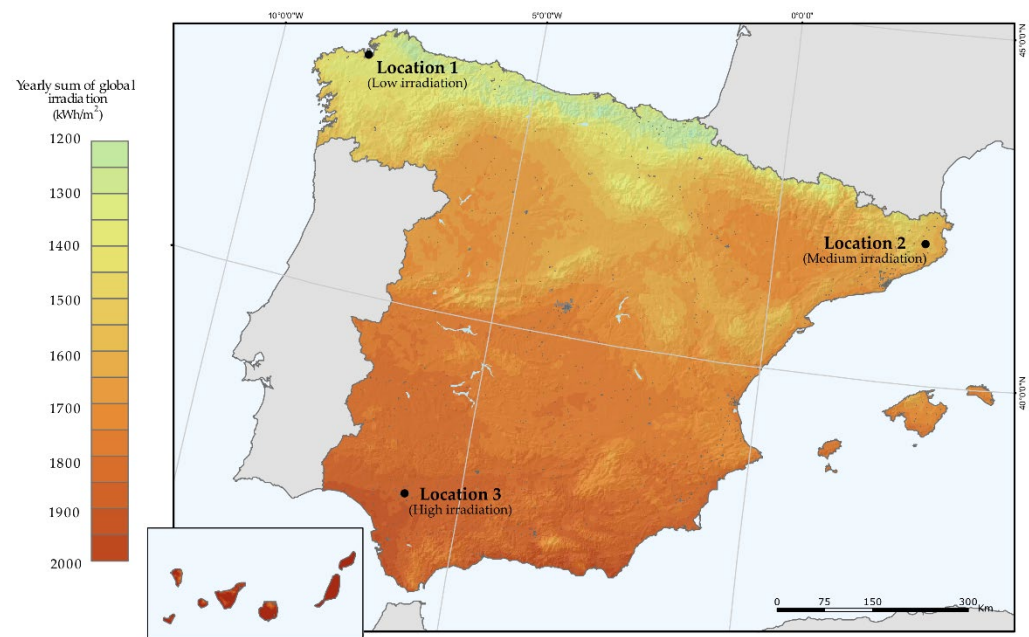 10°0'0"W
5°0'0"W
0°0'0"
45°0'0"N
Location 1
(Low irradiation)
Yearly sum of global
irradiation
(kWh/m²)
1200
1300
1400
1500
1600
1700
1800
1900
2000
Location 2
(Medium irradiation)
40°0'0"N
Location 3
(High irradiation)
0 75 150 300
Km